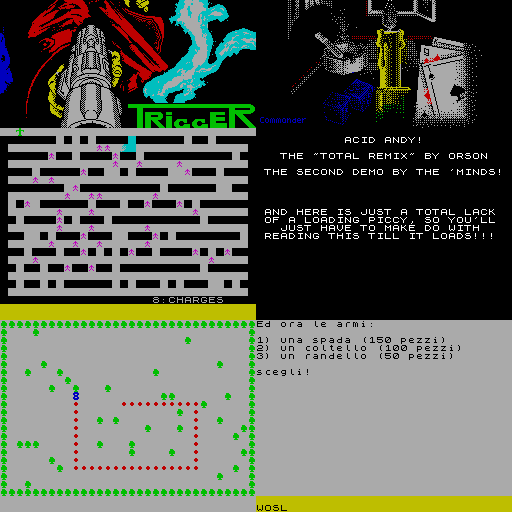 TRiGGER
ACID ANDY!
THE "TOTAL REMIX" BY ORSON
THE SECOND DEMO BY THE 'MINDS!
AND HERE IS JUST A TOTAL LACK
OF A LOADING PICCY, SO YOU'LL
JUST HAVE TO MAKE DO WITH
READING THIS TILL IT LOADS!!!
8:CHARGES
Ed ora le armi:
1) una spada (150 pezzi)
2) un coltello (100 pezzi)
3) un randello (50 pezzi)
scegli!
WOSL